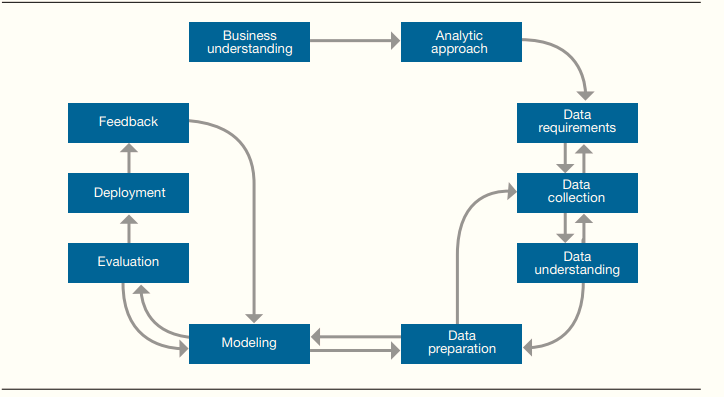 Business
understanding
Analytic
approach
Feedback
Data
requirements
Deployment
Data
collection
Evaluation
Data
understanding
Modeling
Data
preparation